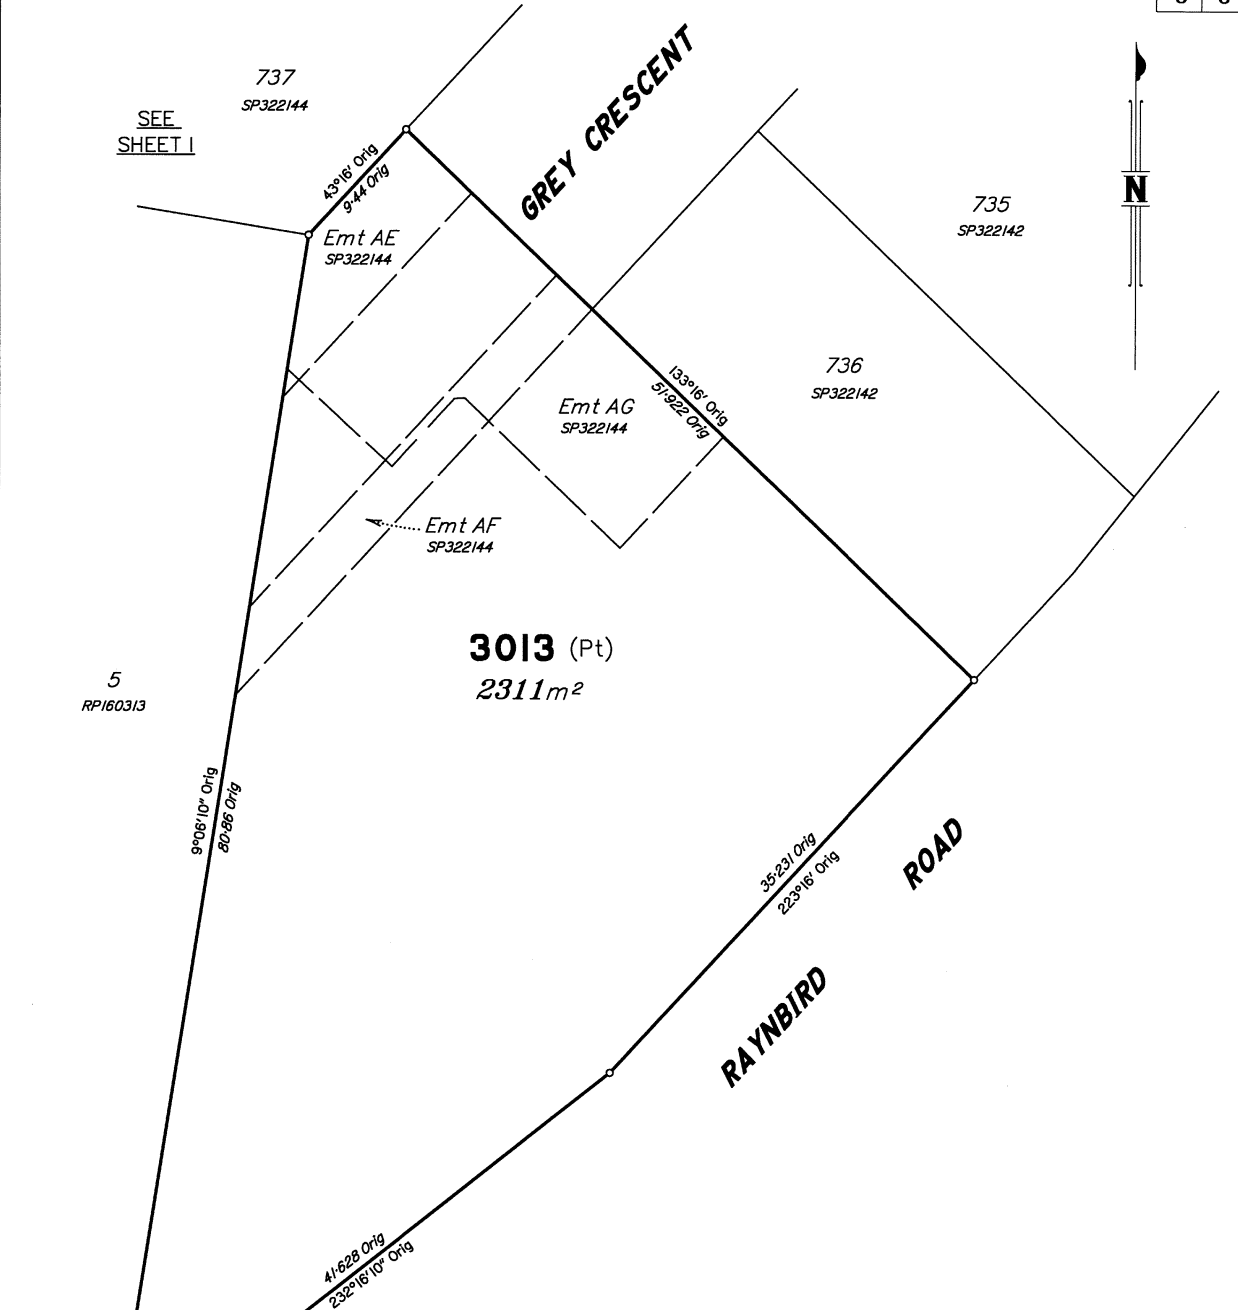 737
SP322144
SEE
SHEET 1
GREY CRESCENT
43°16' Orig
9·44 Orig
Emt AE
SP322144
735
SP322142
N
736
SP322142
133°16' Orig
51·922 Orig
Emt AG
SP322144
Emt AF
SP322144
3013 (Pt)
2311m²
5
RP160313
9°06'10" Orig
80·86 Orig
35·231 Orig
223°16' Orig
RAYNBIRD ROAD
41·628 Orig
232°16'10" Orig